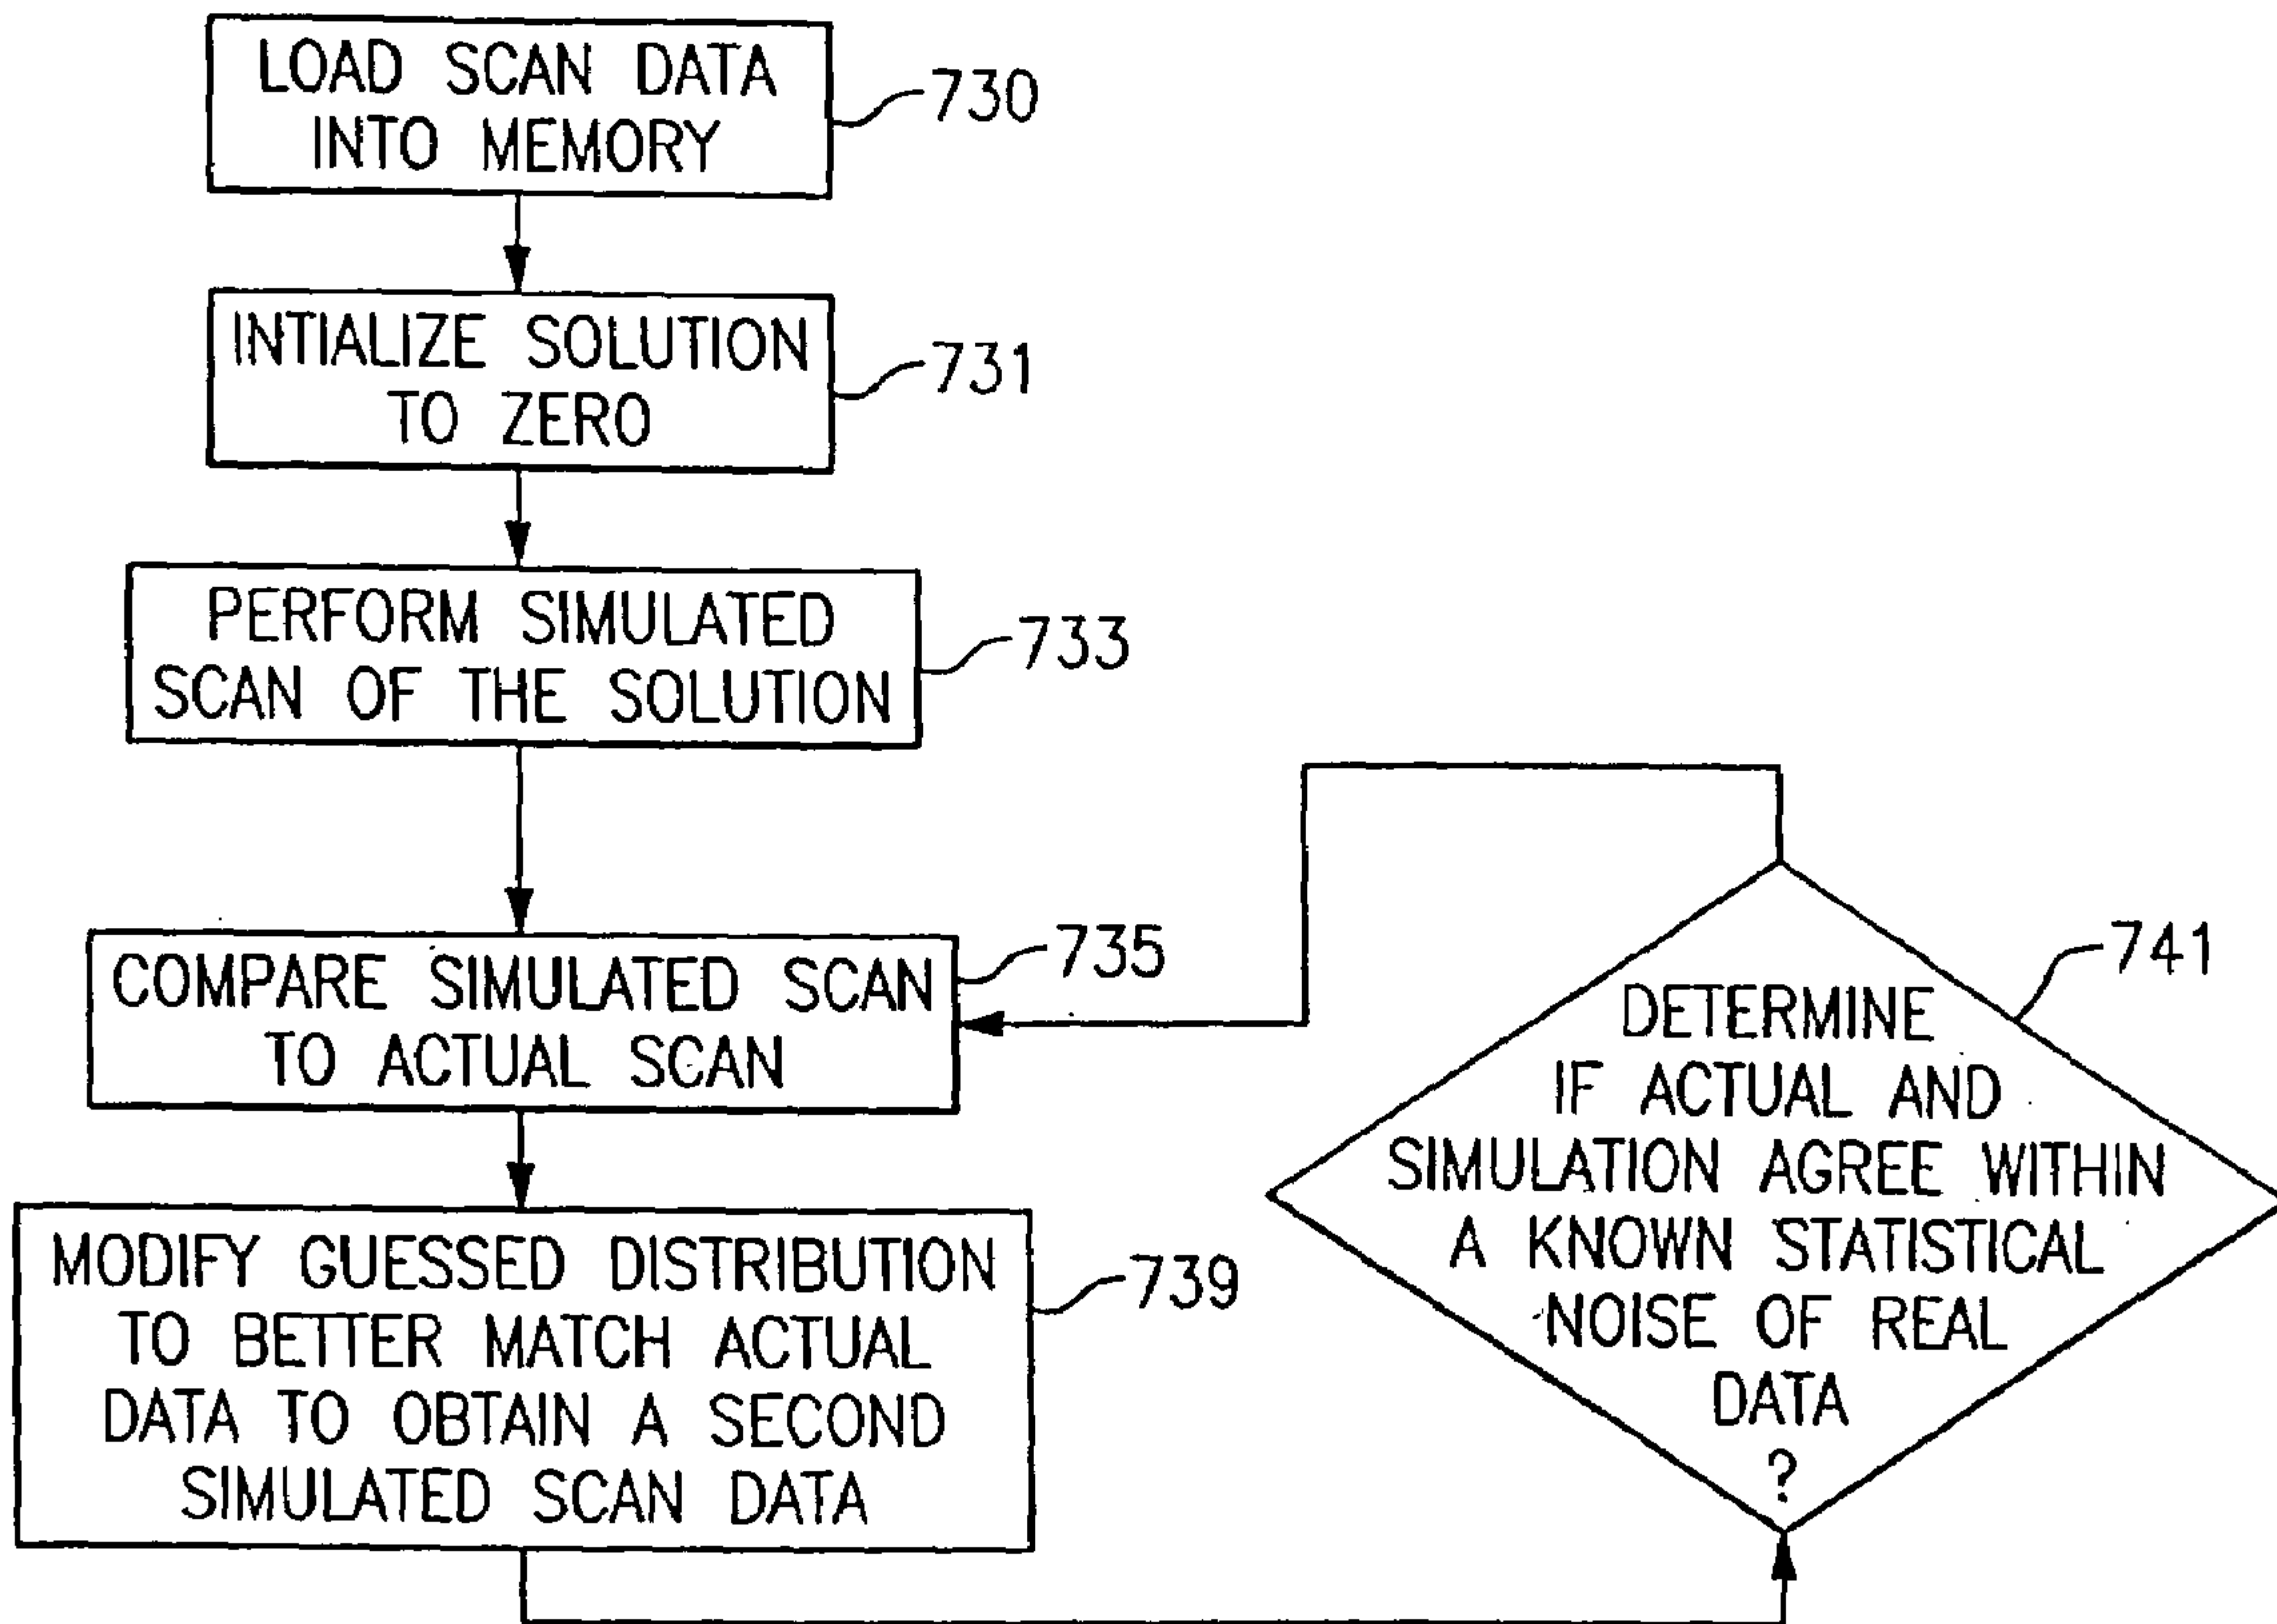 LOAD SCAN DATA
INTO MEMORY
730
INTIALIZE SOLUTION
TO ZERO
731
PERFORM SIMULATED
SCAN OF THE SOLUTION
733
COMPARE SIMULATED SCAN
TO ACTUAL SCAN
735
MODIFY GUESSED DISTRIBUTION
TO BETTER MATCH ACTUAL
DATA TO OBTAIN A SECOND
SIMULATED SCAN DATA
739
741
DETERMINE
IF ACTUAL AND
SIMULATION AGREE WITHIN
A KNOWN STATISTICAL
NOISE OF REAL
DATA
?